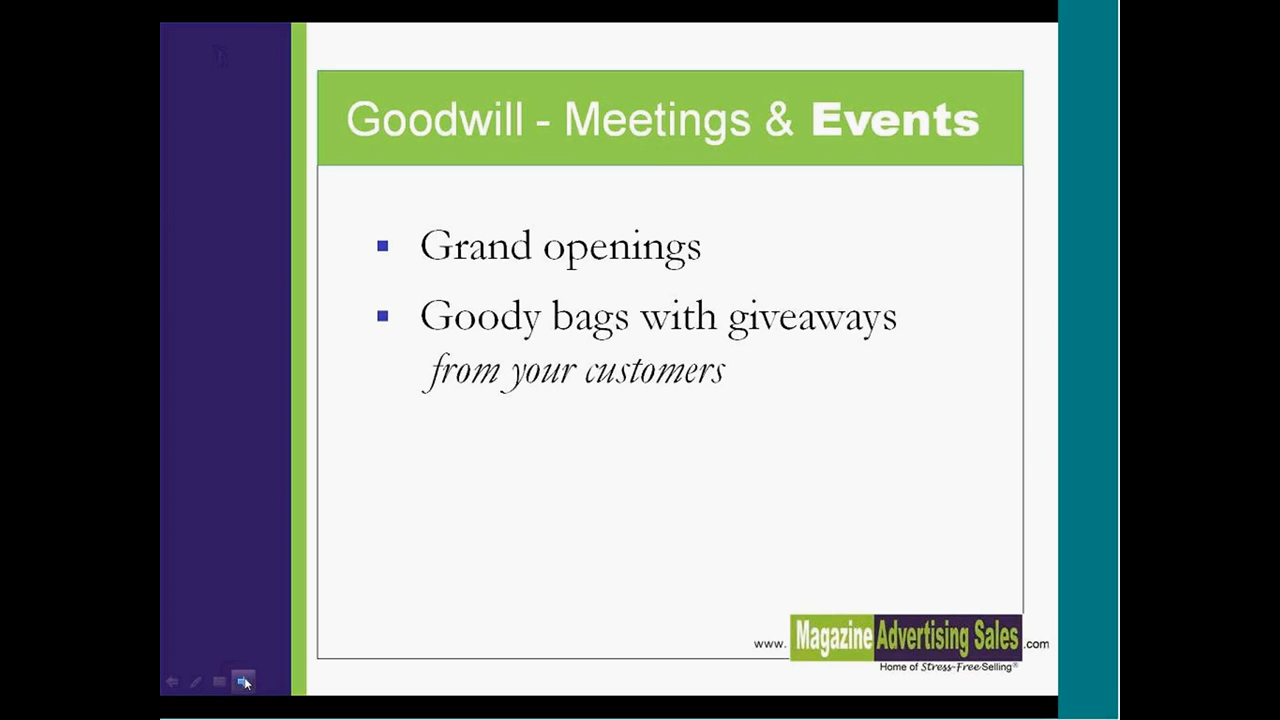 Goodwill - Meetings & Events
Grand openings
Goody bags with giveaways
from your customers
www. Magazine Advertising Sales .com
Home of Stress-Free Selling®